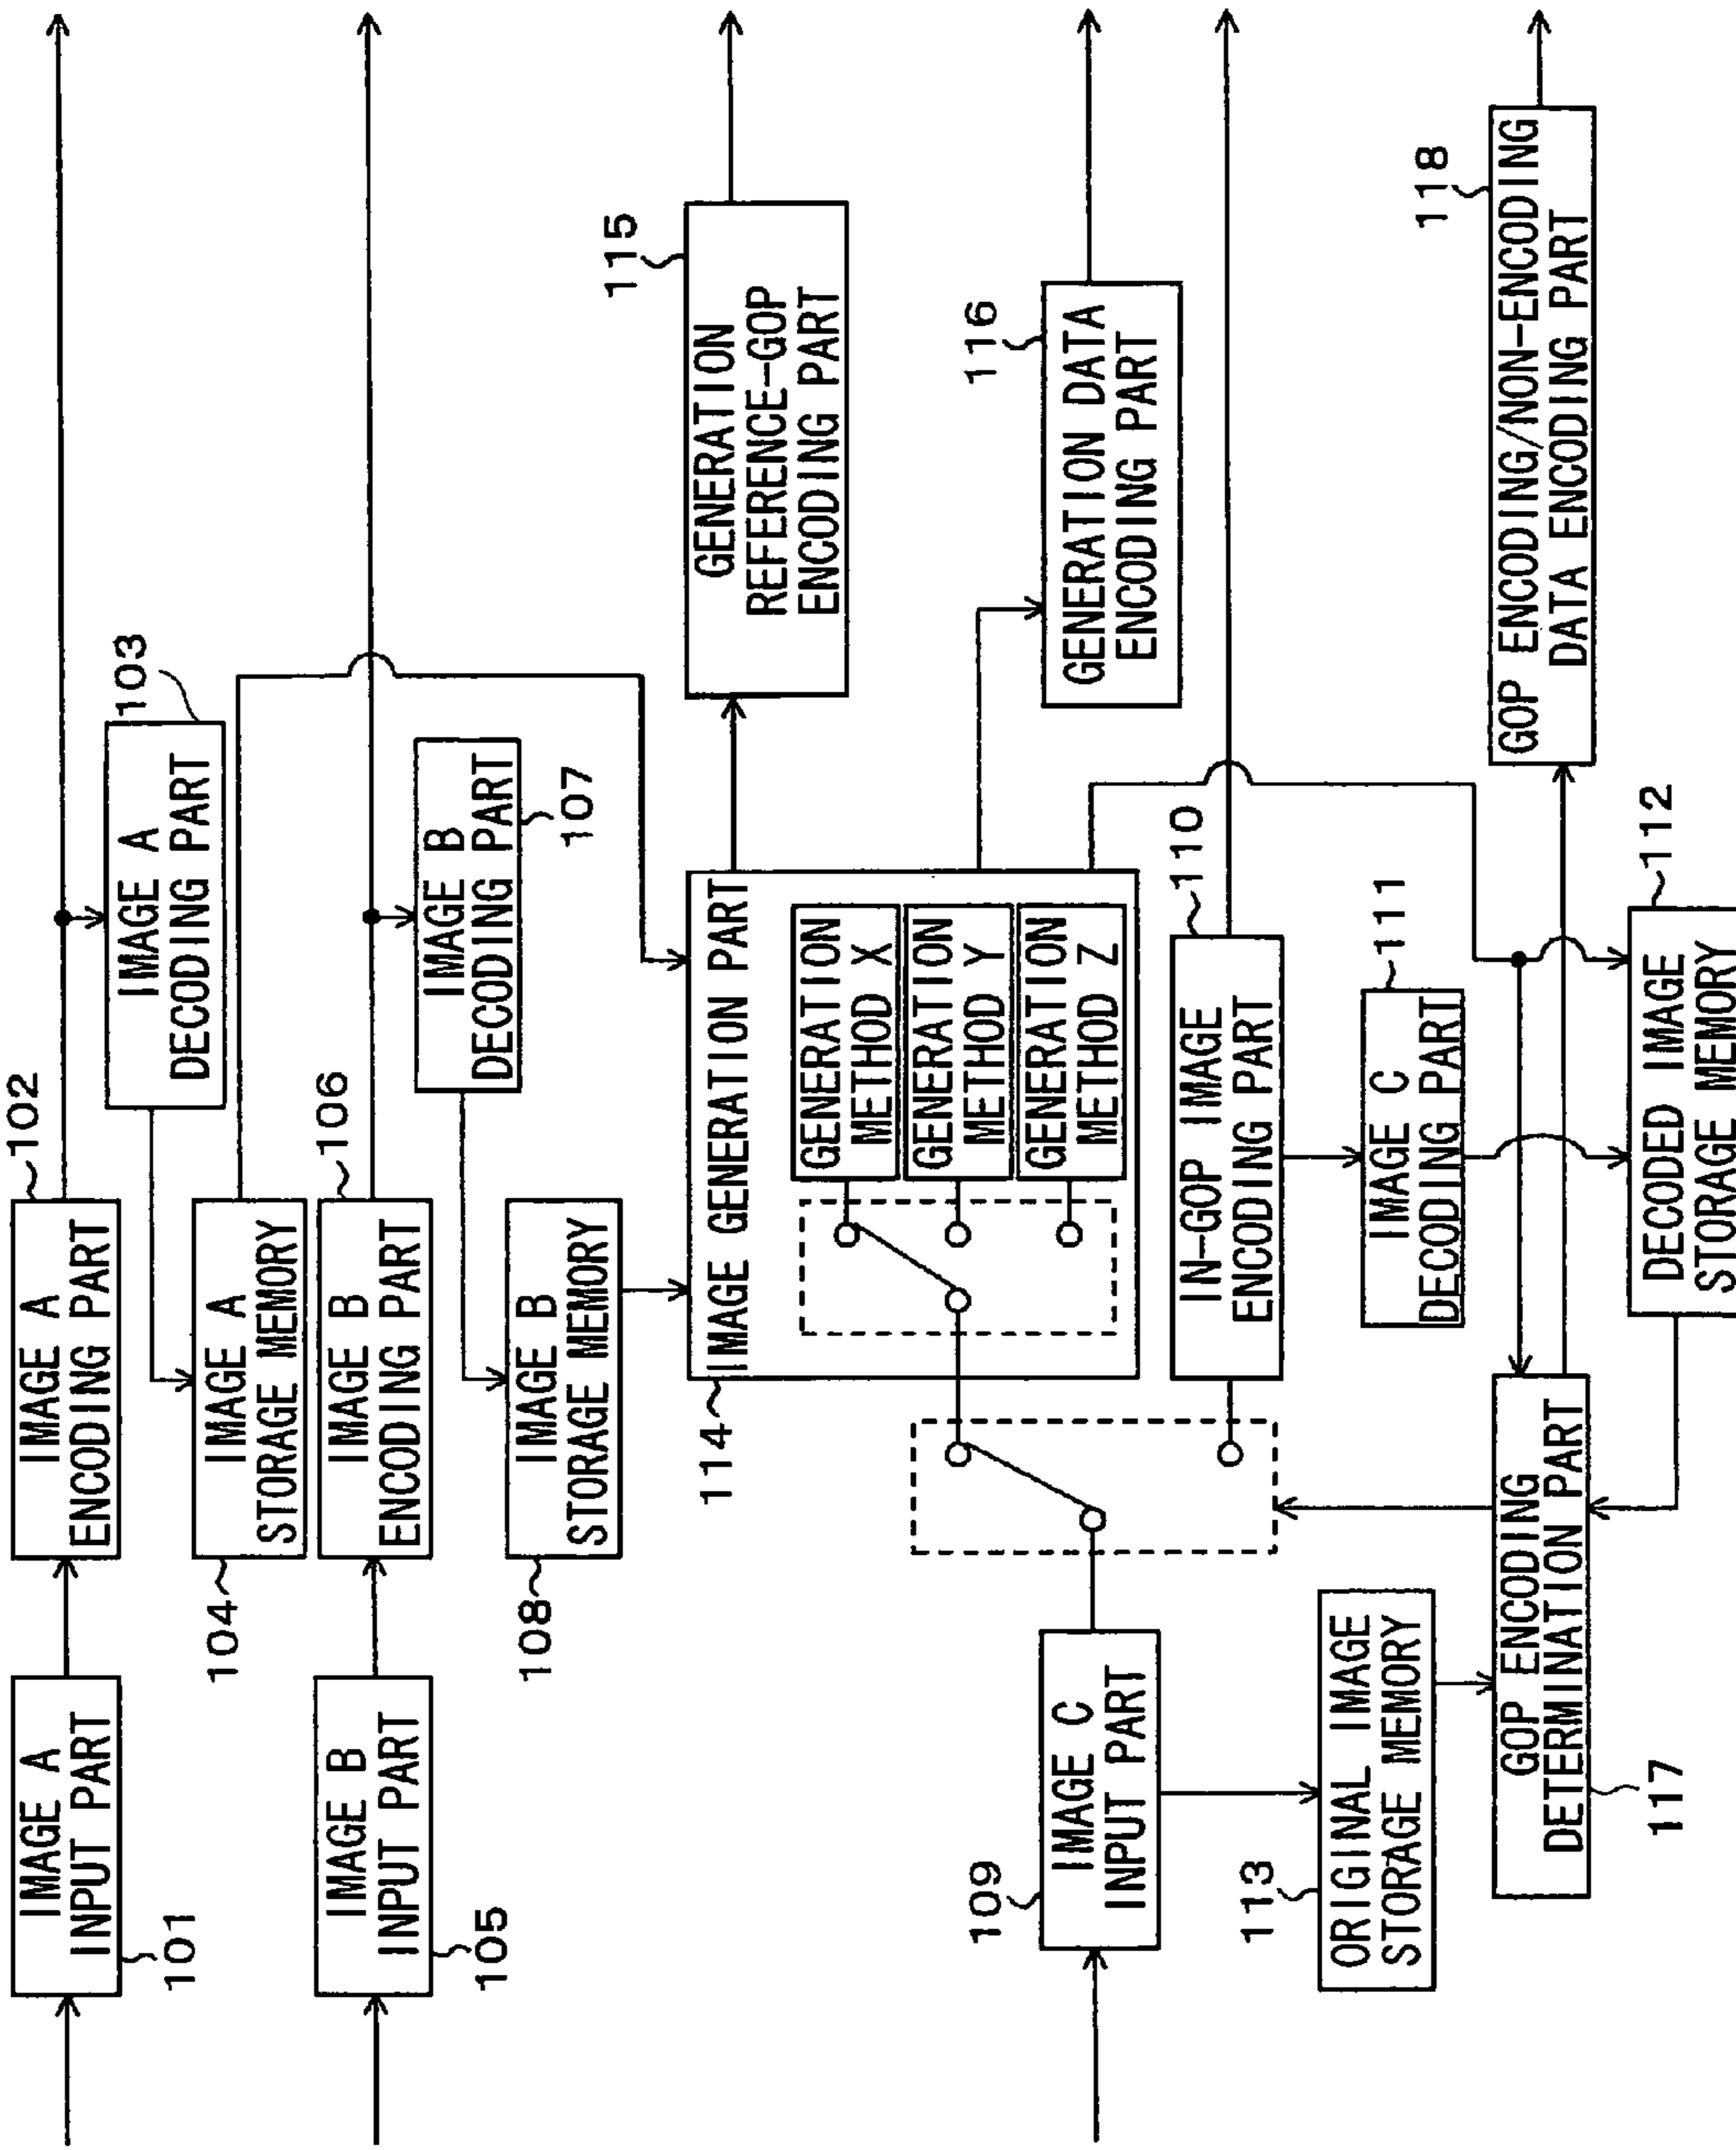 IMAGE A
INPUT PART
101
IMAGE A
ENCODING PART
102
IMAGE A
DECODING PART
103
IMAGE A
STORAGE MEMORY
104
IMAGE B
INPUT PART
105
IMAGE B
ENCODING PART
106
IMAGE B
DECODING PART
107
IMAGE B
STORAGE MEMORY
108
114
IMAGE GENERATION PART
GENERATION
METHOD X
GENERATION
METHOD Y
GENERATION
METHOD Z
GENERATION
REFERENCE-GOP
ENCODING PART
115
GENERATION DATA
ENCODING PART
116
109
IMAGE C
INPUT PART
IN-GOP IMAGE
ENCODING PART
110
IMAGE C
DECODING PART
111
113
ORIGINAL IMAGE
STORAGE MEMORY
GOP ENCODING
DETERMINATION PART
117
DECODED IMAGE
STORAGE MEMORY
112
GOP ENCODING/NON-ENCODING
DATA ENCODING PART
118